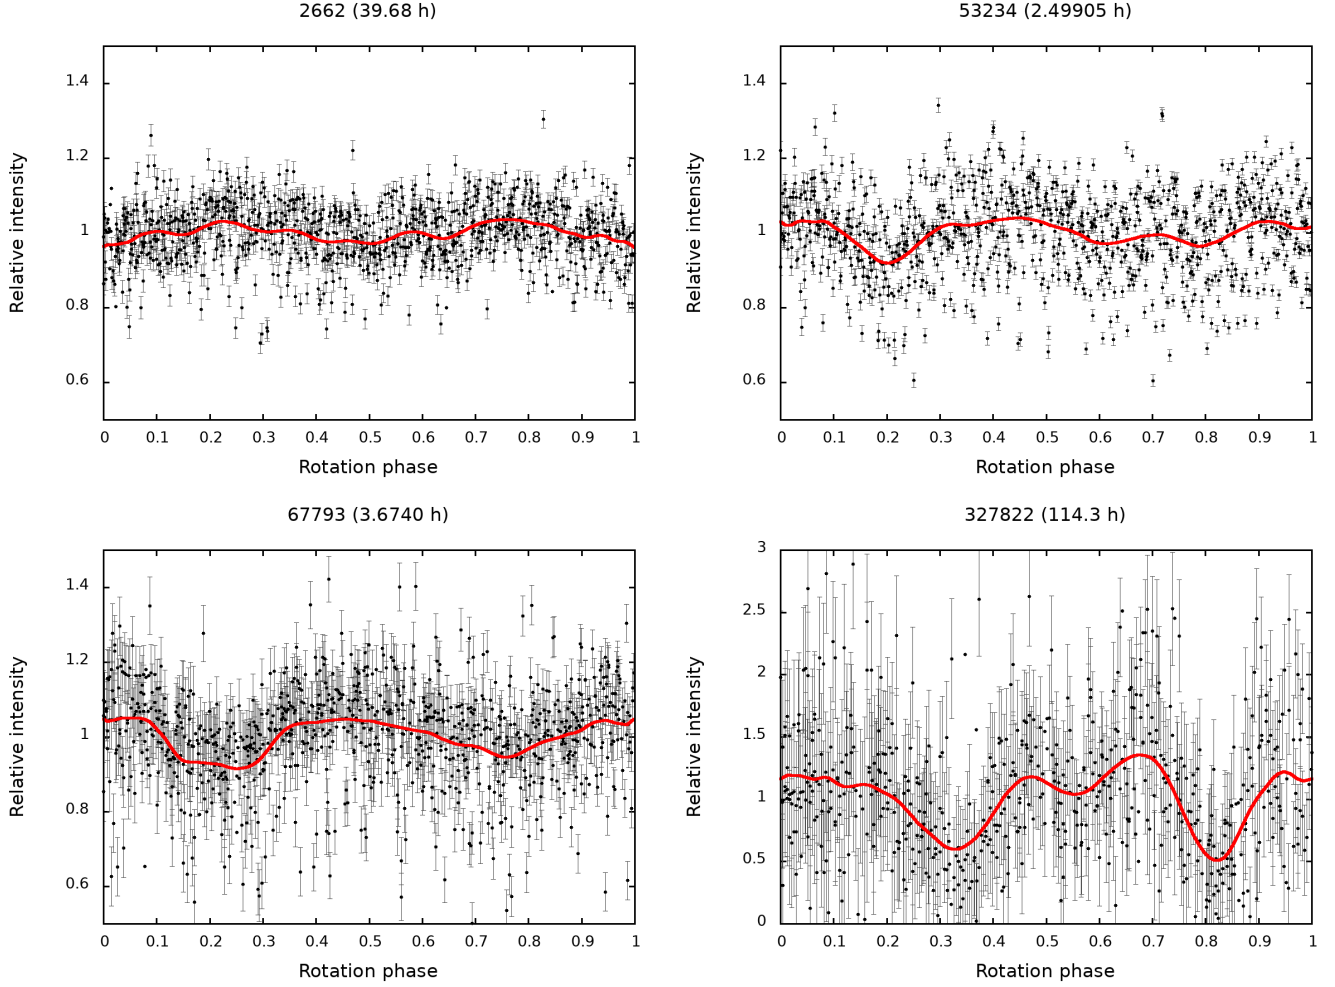 2662 (39.68 h)
1.4
1.2
1
0.8
0.6
0 0.1 0.2 0.3 0.4 0.5 0.6 0.7 0.8 0.9 1
Rotation phase
Relative intensity
53234 (2.49905 h)
1.4
1.2
1
0.8
0.6
0 0.1 0.2 0.3 0.4 0.5 0.6 0.7 0.8 0.9 1
Rotation phase
Relative intensity
67793 (3.6740 h)
1.4
1.2
1
0.8
0.6
0 0.1 0.2 0.3 0.4 0.5 0.6 0.7 0.8 0.9 1
Rotation phase
Relative intensity
327822 (114.3 h)
3
2.5
2
1.5
1
0.5
0
0 0.1 0.2 0.3 0.4 0.5 0.6 0.7 0.8 0.9 1
Rotation phase
Relative intensity